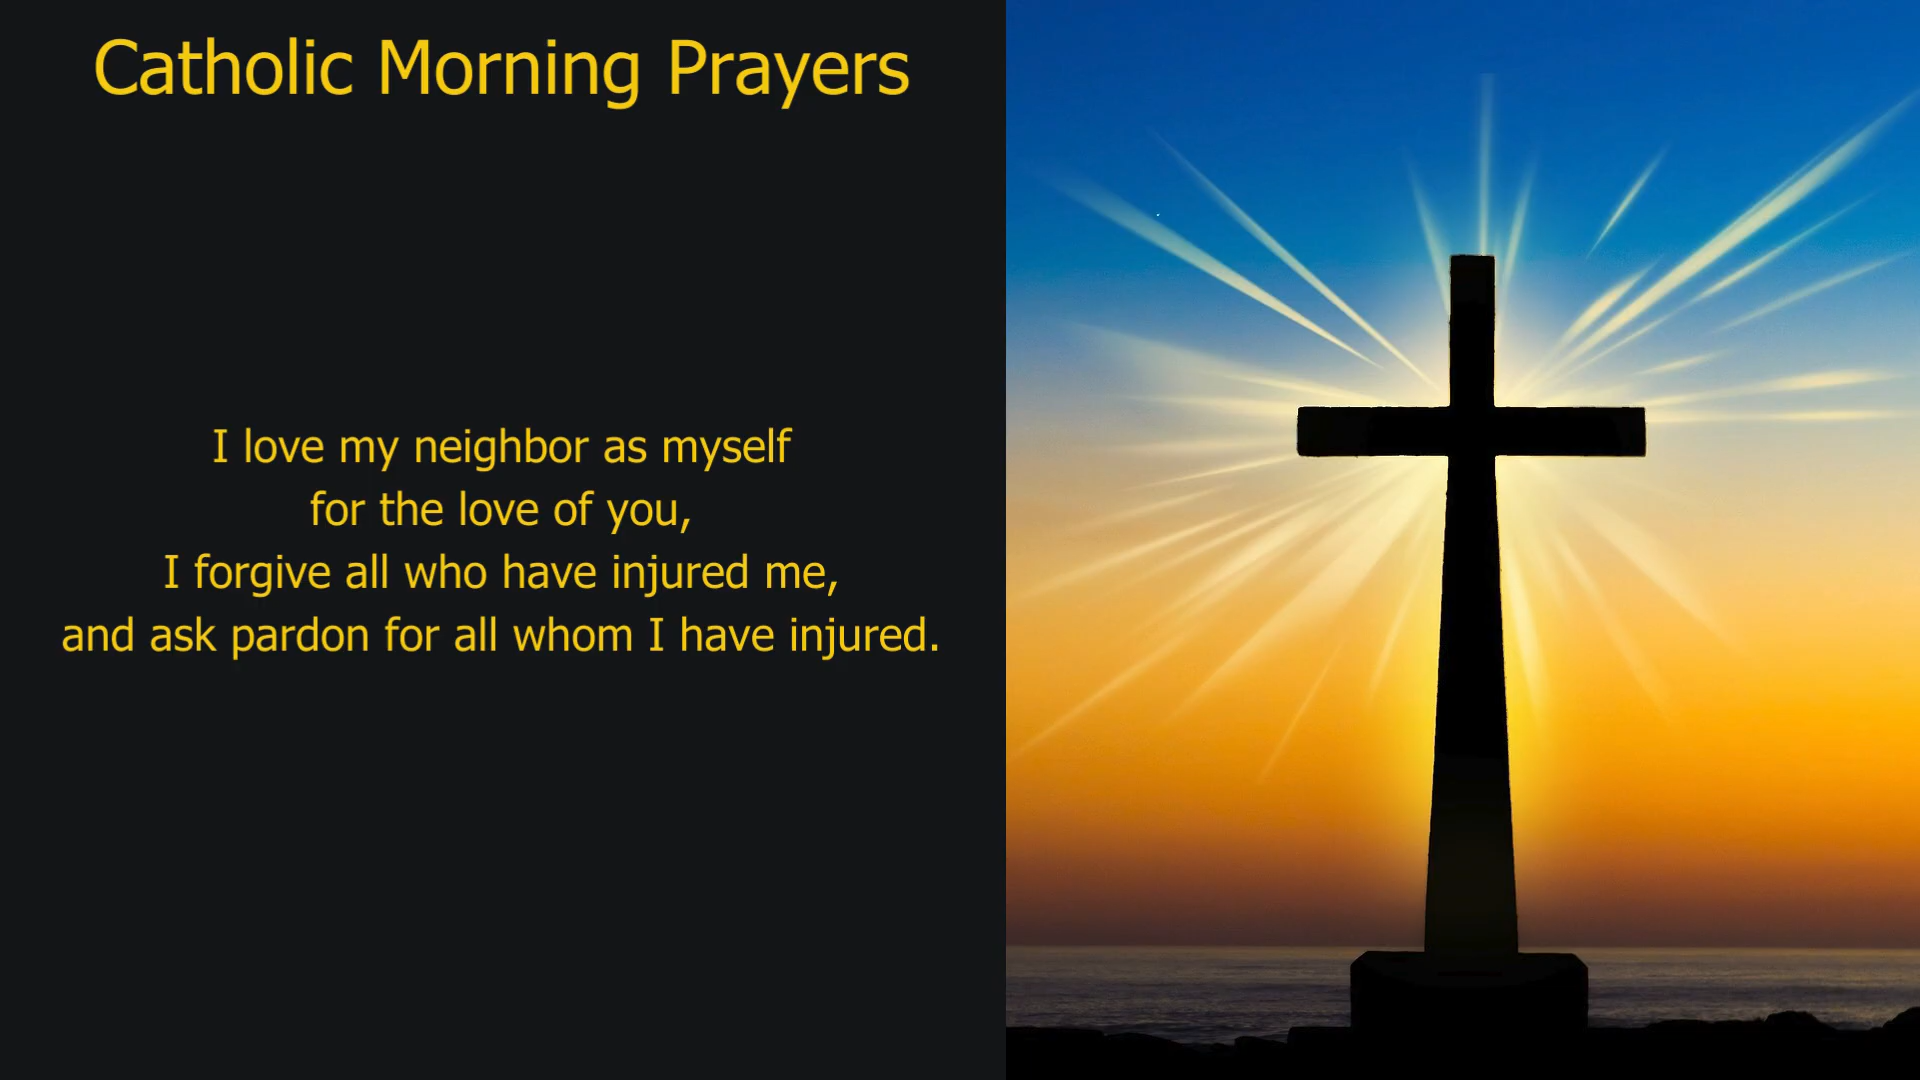 Catholic Morning Prayers
I love my neighbor as myself
for the love of you,
I forgive all who have injured me,
and ask pardon for all whom I have injured.